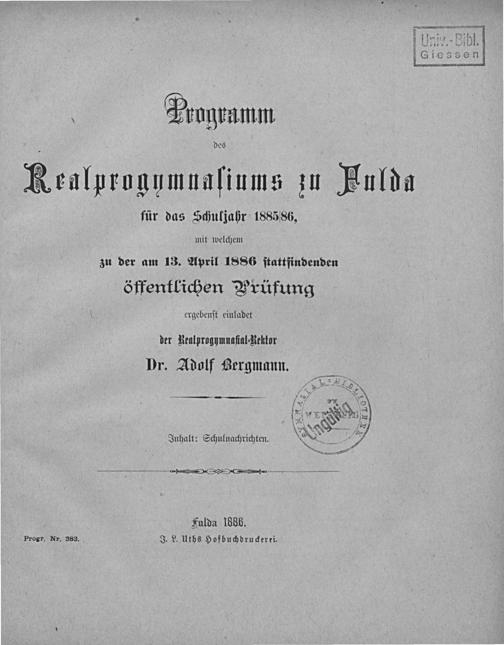 Univ.-Bibl.
Giessen
Programm
des
Realprogymnasiums zu Fulda
für das Schuljahr 1885/86,
mit welchem
zu der am 13. April 1886 stattfindenden
öffentlichen Prüfung
ergebenst einladet
der Realprogymnasial-Rektor
Dr. Adolf Bergmann.
GYMNASIAL-BIBLIOTHEK
Ungültig
Inhalt: Schulnachrichten.
Fulda 1886.
Progr. Nr. 383.
J. L. Uths Hofbuchdruckerei.